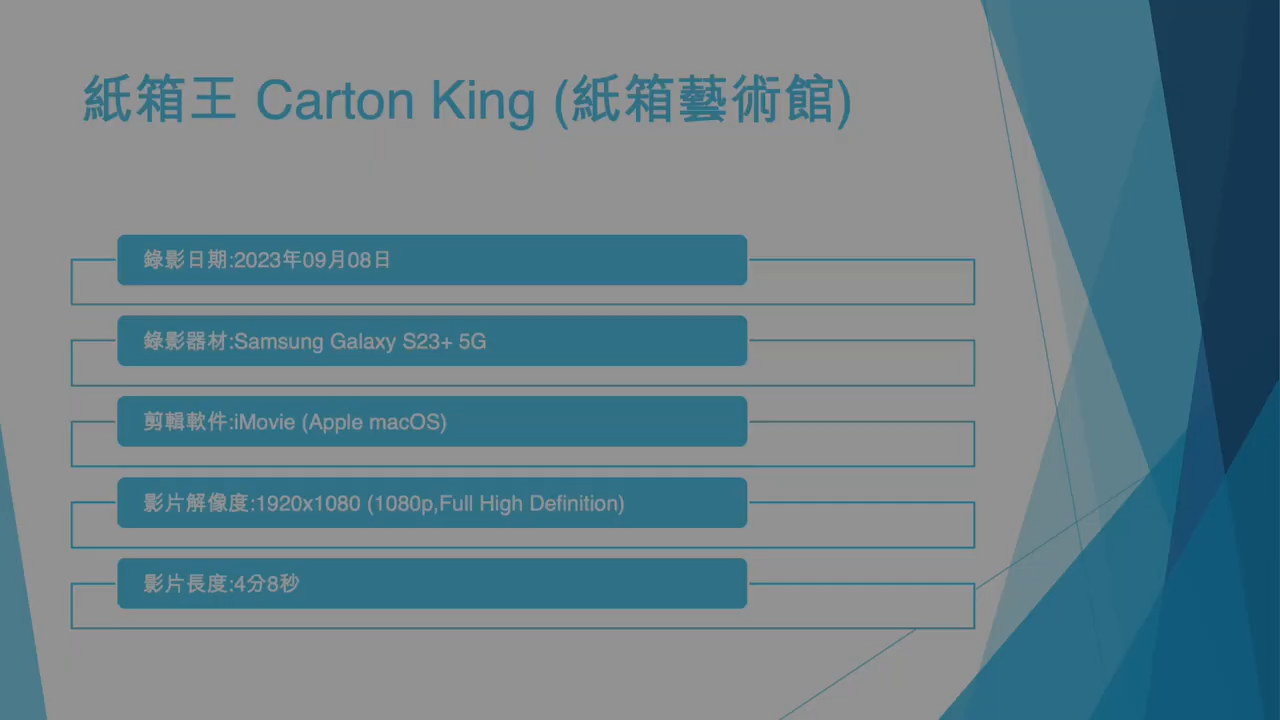 紙箱王 Carton King (紙箱藝術館)
錄影日期:2023年09月08日
錄影器材:Samsung Galaxy S23+ 5G
剪輯軟件:iMovie (Apple macOS)
影片解像度:1920x1080 (1080p,Full High Definition)
影片長度:4分8秒